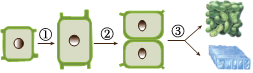 ① ② ③